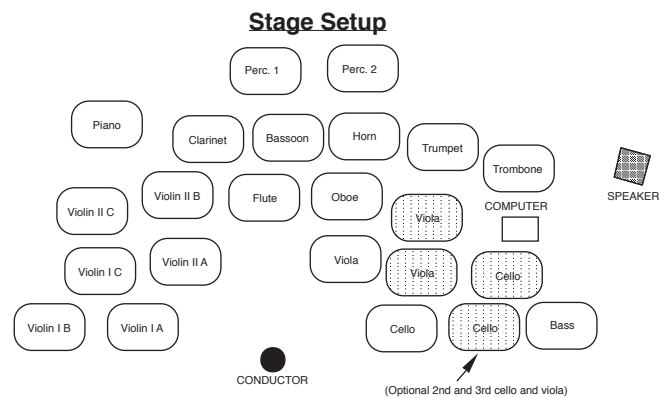 Stage Setup
Perc. 1
Perc. 2
Piano
Clarinet
Bassoon
Horn
Trumpet
Trombone
SPEAKER
Violin II C
Violin II B
Flute
Oboe
Viola
COMPUTER
Violin I C
Violin II A
Viola
Viola
Cello
Violin I B
Violin I A
Cello
Cello
Bass
CONDUCTOR
(Optional 2nd and 3rd cello and viola)